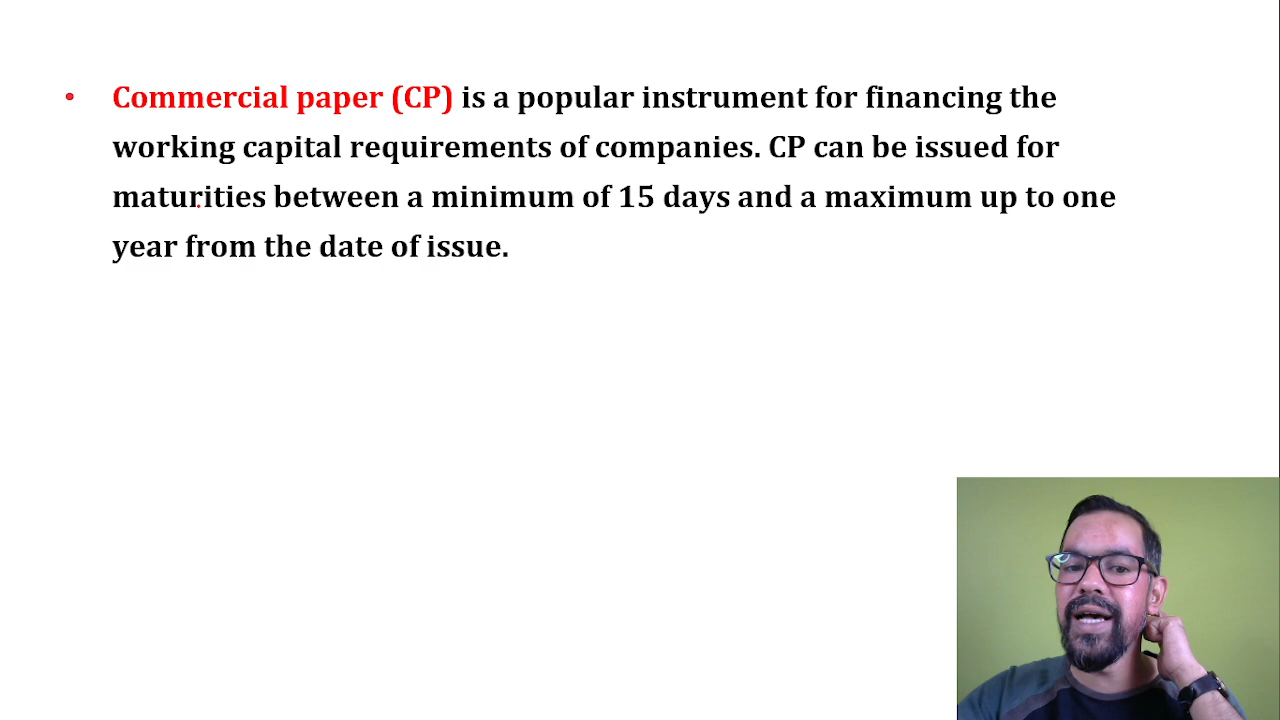 • Commercial paper (CP) is a popular instrument for financing the
working capital requirements of companies. CP can be issued for
maturities between a minimum of 15 days and a maximum up to one
year from the date of issue.